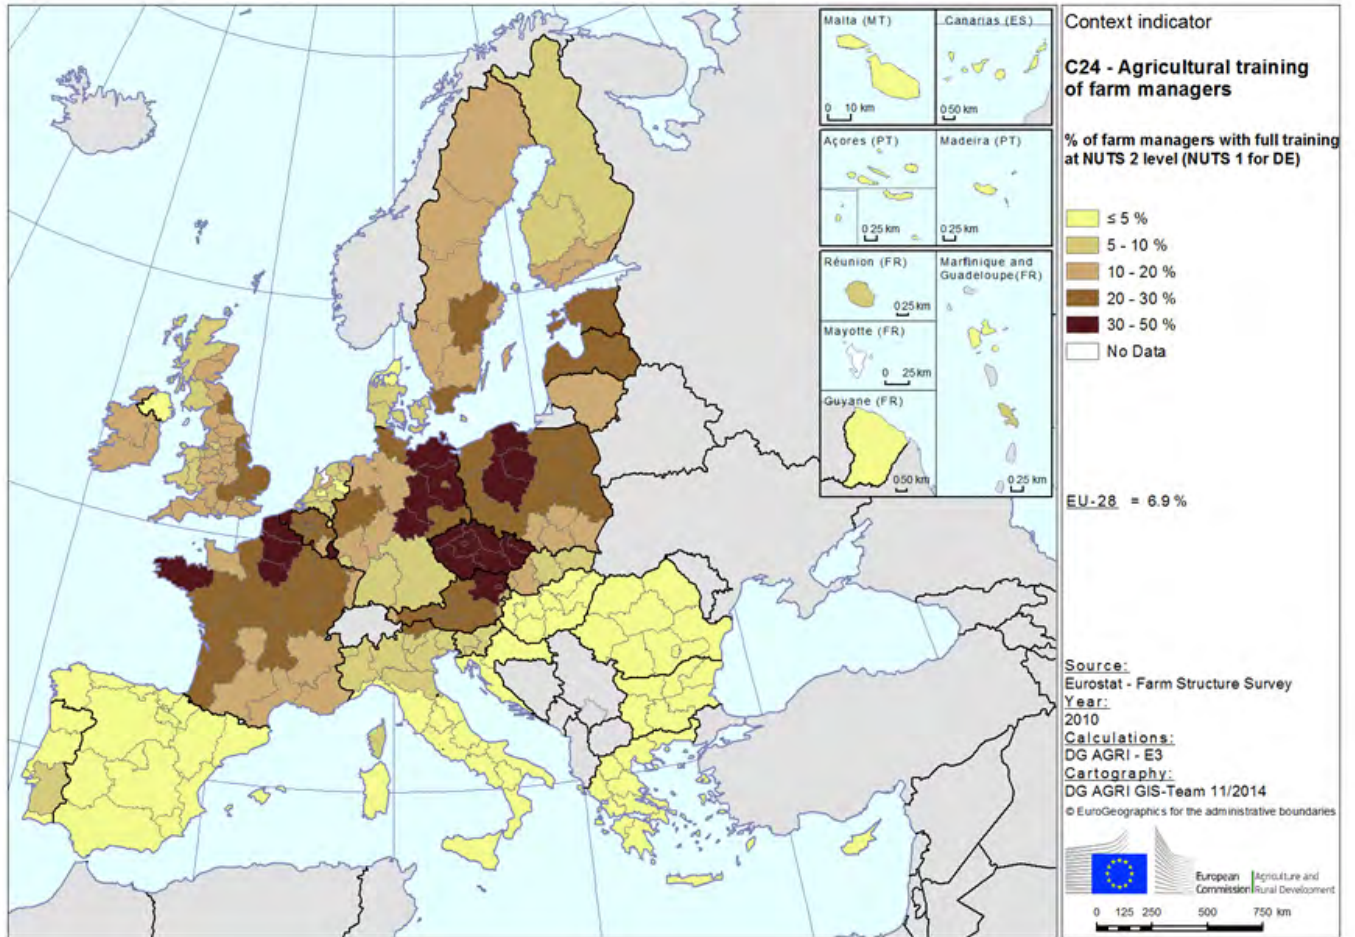 Malta (MT)
0 10 km
Canarias (ES)
0 50 km
Açores (PT)
0 25 km
Madeira (PT)
0 25 km
Réunion (FR)
0 25 km
Martinique and
Guadeloupe(FR)
0 25 km
Mayotte (FR)
0 25 km
Guyane (FR)
0 50 km
Context indicator
C24 - Agricultural training
of farm managers
% of farm managers with full training
at NUTS 2 level (NUTS 1 for DE)
≤ 5 %
5 - 10 %
10 - 20 %
20 - 30 %
30 - 50 %
No Data
EU-28 = 6.9 %
Source:
Eurostat - Farm Structure Survey
Year:
2010
Calculations:
DG AGRI - E3
Cartography:
DG AGRI GIS-Team 11/2014
© EuroGeographics for the administrative boundaries
European
Commission
Agriculture and
Rural Development
0 125 250 500 750 km